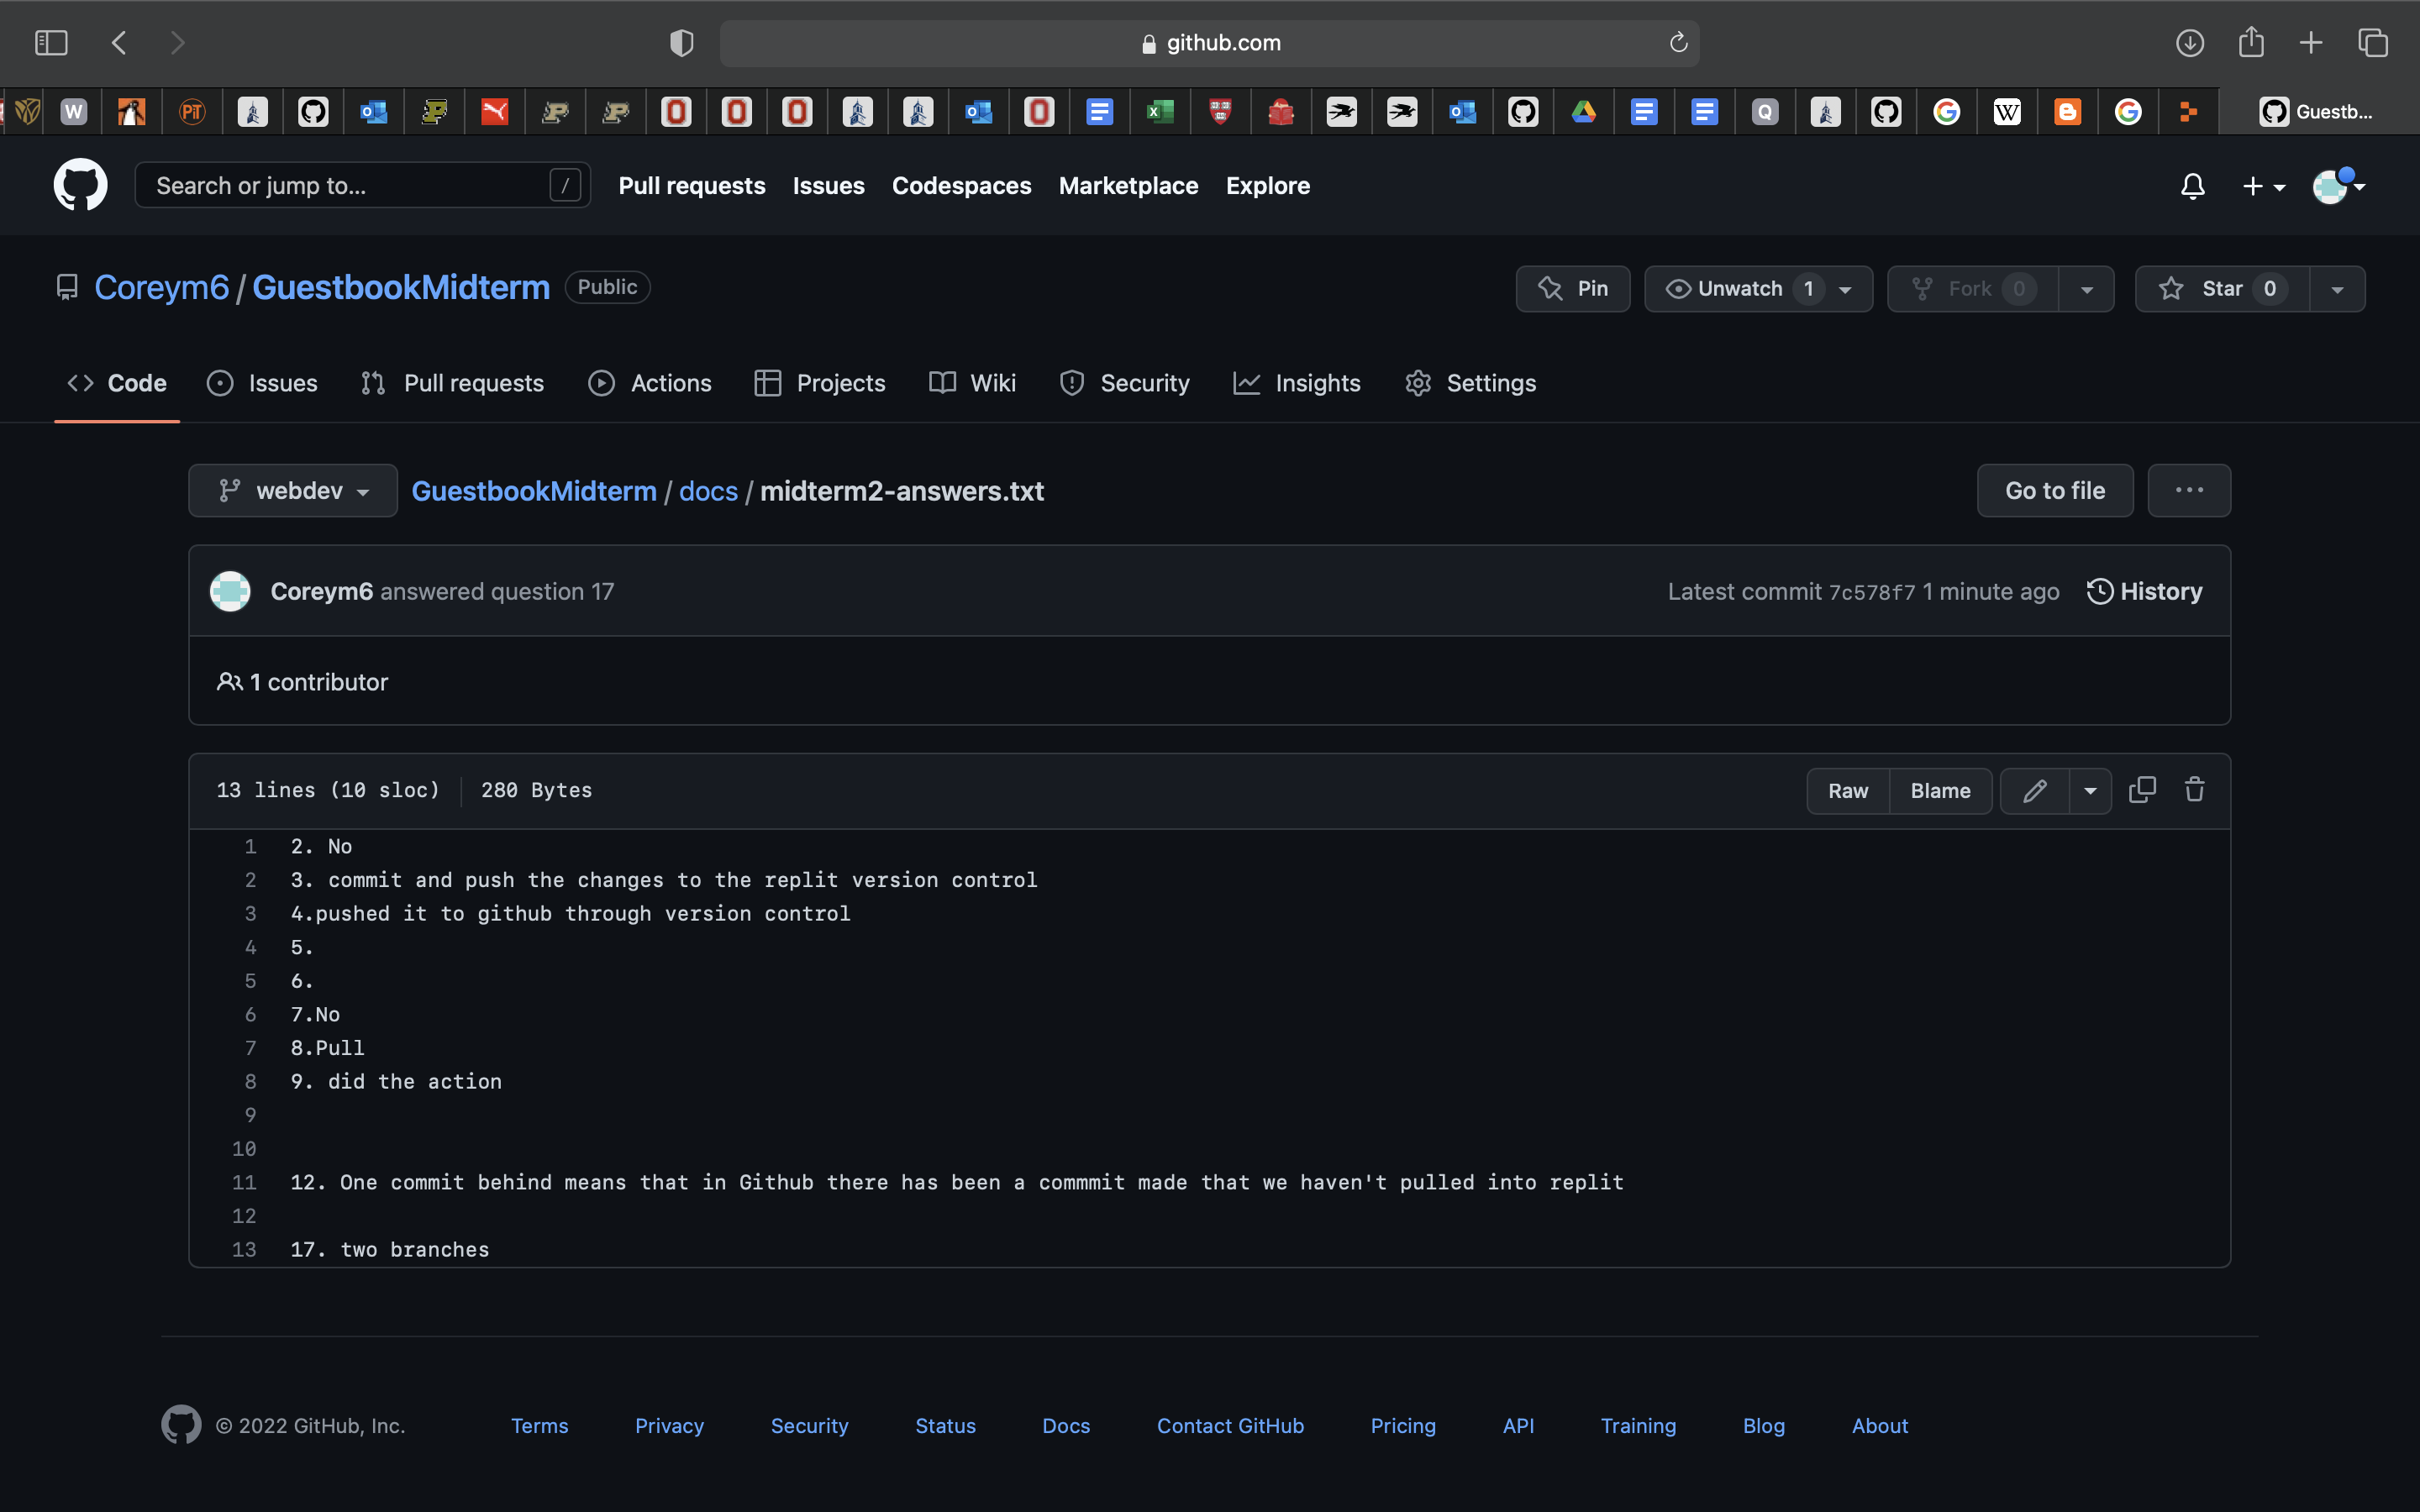 github.com
W PiT Q W Guestb...
Search or jump to... / Pull requests Issues Codespaces Marketplace Explore
Coreym6 / GuestbookMidterm Public Pin Unwatch 1 Fork 0 Star 0
Code Issues Pull requests Actions Projects Wiki Security Insights Settings
webdev GuestbookMidterm / docs / midterm2-answers.txt Go to file ...
Coreym6 answered question 17 Latest commit 7c578f7 1 minute ago History
1 contributor
13 lines (10 sloc) 280 Bytes Raw Blame
1 2. No
2 3. commit and push the changes to the replit version control
3 4.pushed it to github through version control
4 5.
5 6.
6 7.No
7 8.Pull
8 9. did the action
9
10
11 12. One commit behind means that in Github there has been a commmit made that we haven't pulled into replit
12
13 17. two branches
© 2022 GitHub, Inc. Terms Privacy Security Status Docs Contact GitHub Pricing API Training Blog About